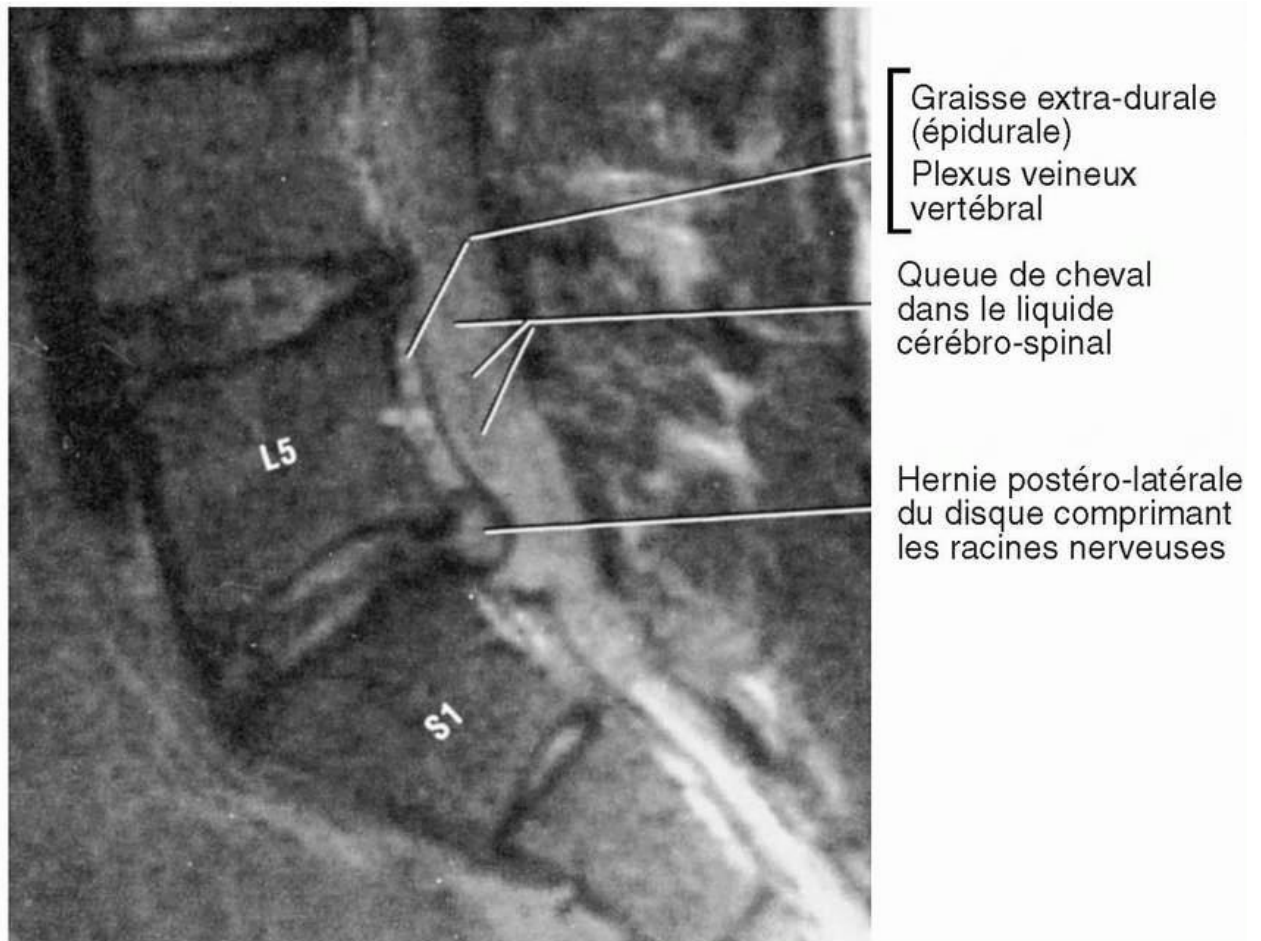 Graisse extra-durale
(épidurale)
Plexus veineux
vertébral
Queue de cheval
dans le liquide
cérébro-spinal
L5
Hernie postéro-latérale
du disque comprimant
les racines nerveuses
S1